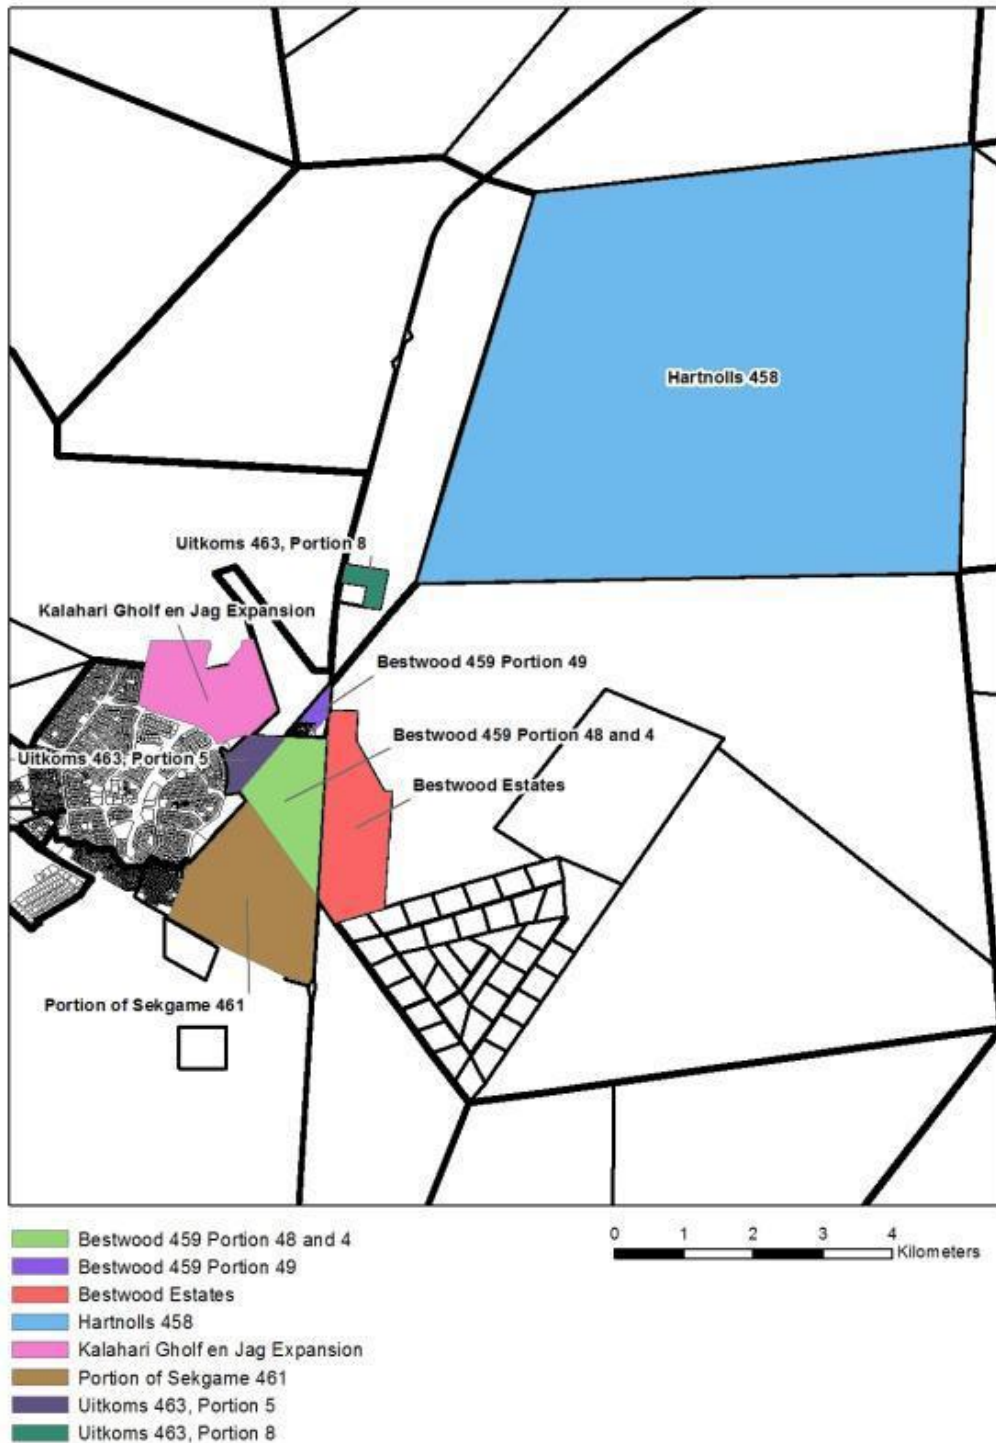 Hartnolls 458
Uitkoms 463, Portion 8
Kalahari Gholf en Jag Expansion
Bestwood 459 Portion 49
Bestwood 459 Portion 48 and 4
Uitkoms 463, Portion 5
Bestwood Estates
Portion of Sekgame 461
0 1 2 3 4
Kilometers
Bestwood 459 Portion 48 and 4
Bestwood 459 Portion 49
Bestwood Estates
Hartnolls 458
Kalahari Gholf en Jag Expansion
Portion of Sekgame 461
Uitkoms 463, Portion 5
Uitkoms 463, Portion 8